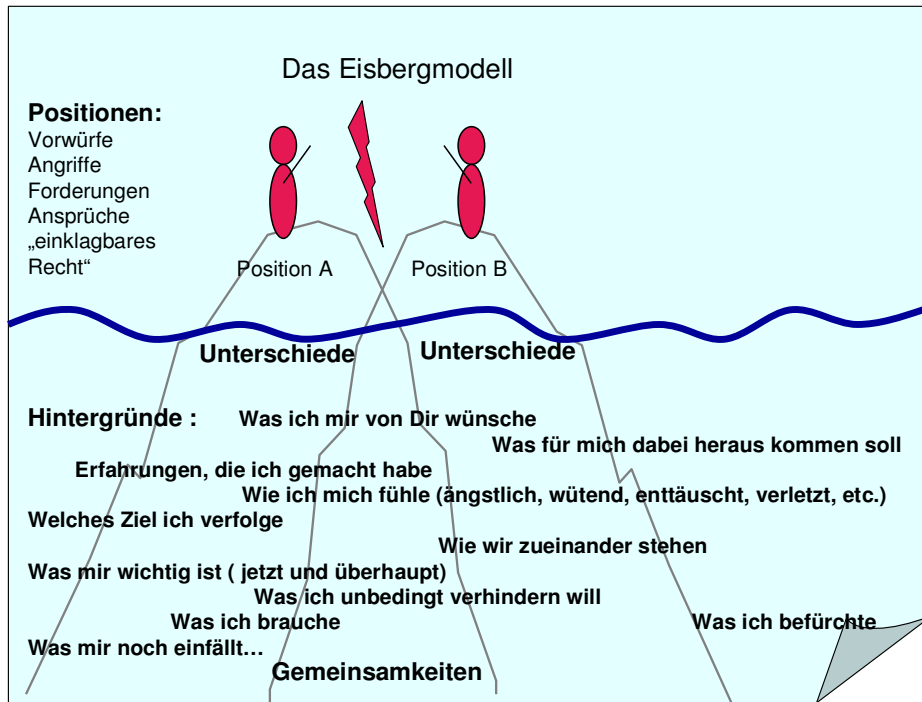 Das Eisbergmodell
Positionen:
Vorwürfe
Angriffe
Forderungen
Ansprüche
„einklagbares
Recht“
Position A
Position B
Unterschiede
Unterschiede
Hintergründe :
Was ich mir von Dir wünsche
Was für mich dabei heraus kommen soll
Erfahrungen, die ich gemacht habe
Wie ich mich fühle (ängstlich, wütend, enttäuscht, verletzt, etc.)
Welches Ziel ich verfolge
Wie wir zueinander stehen
Was mir wichtig ist ( jetzt und überhaupt)
Was ich unbedingt verhindern will
Was ich brauche
Was ich befürchte
Was mir noch einfällt…
Gemeinsamkeiten